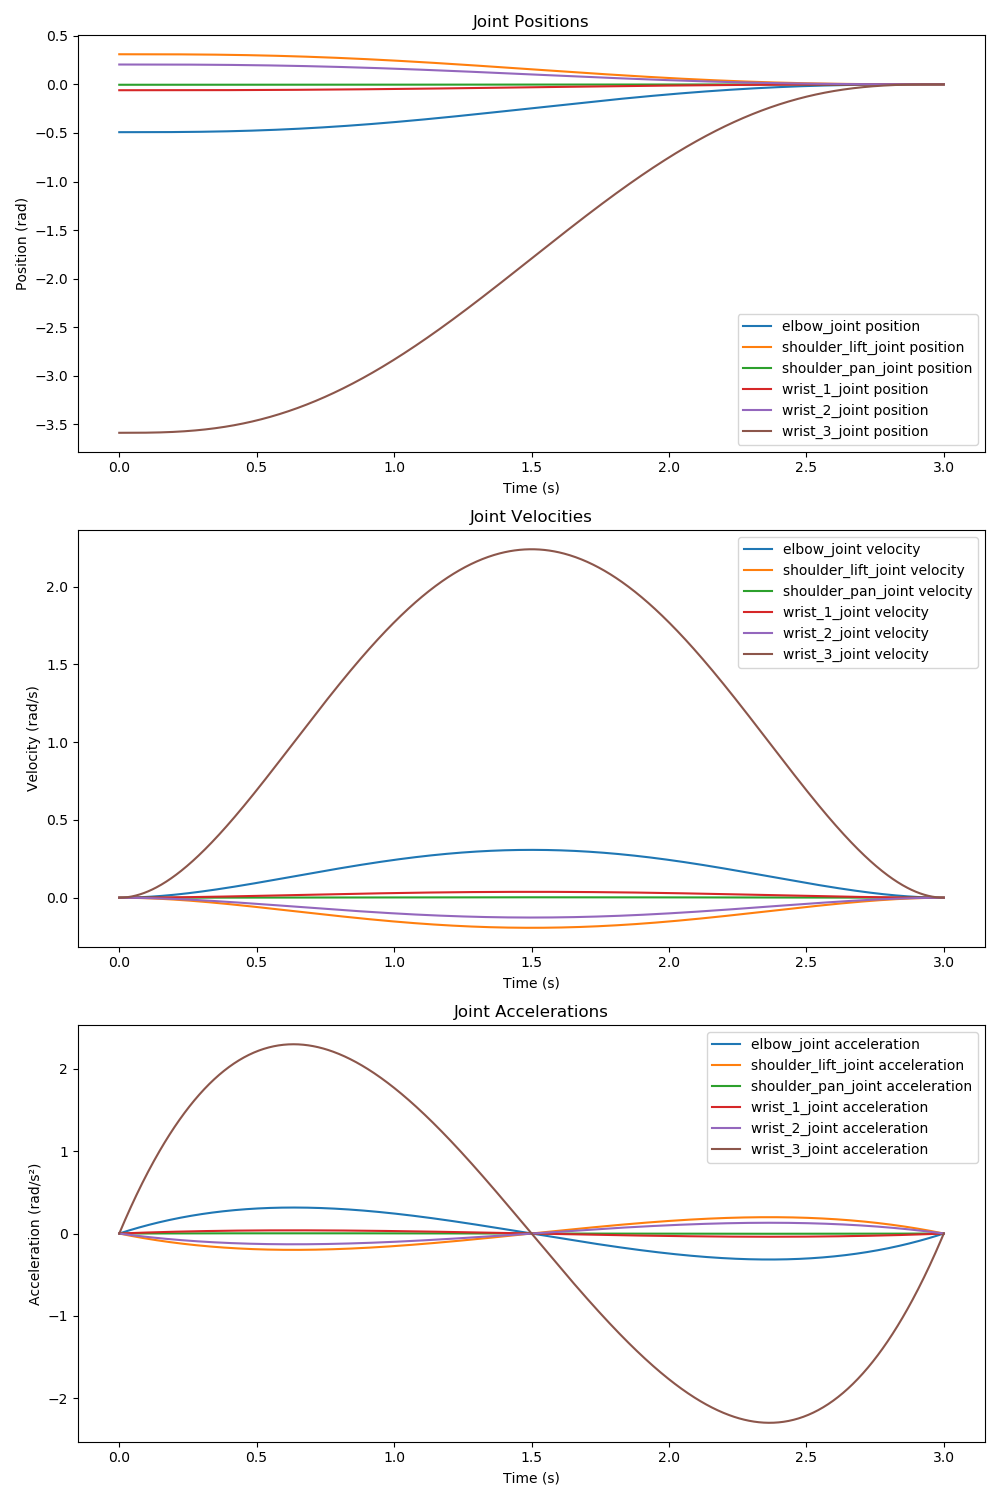 Joint Positions
0.5
0.0
−0.5
−1.0
−1.5
−2.0
−2.5
−3.0
−3.5
Position (rad)
elbow_joint position
shoulder_lift_joint position
shoulder_pan_joint position
wrist_1_joint position
wrist_2_joint position
wrist_3_joint position
0.0 0.5 1.0 1.5 2.0 2.5 3.0
Time (s)
Joint Velocities
2.0
1.5
1.0
0.5
0.0
Velocity (rad/s)
elbow_joint velocity
shoulder_lift_joint velocity
shoulder_pan_joint velocity
wrist_1_joint velocity
wrist_2_joint velocity
wrist_3_joint velocity
0.0 0.5 1.0 1.5 2.0 2.5 3.0
Time (s)
Joint Accelerations
2
1
0
−1
−2
Acceleration (rad/s²)
elbow_joint acceleration
shoulder_lift_joint acceleration
shoulder_pan_joint acceleration
wrist_1_joint acceleration
wrist_2_joint acceleration
wrist_3_joint acceleration
0.0 0.5 1.0 1.5 2.0 2.5 3.0
Time (s)